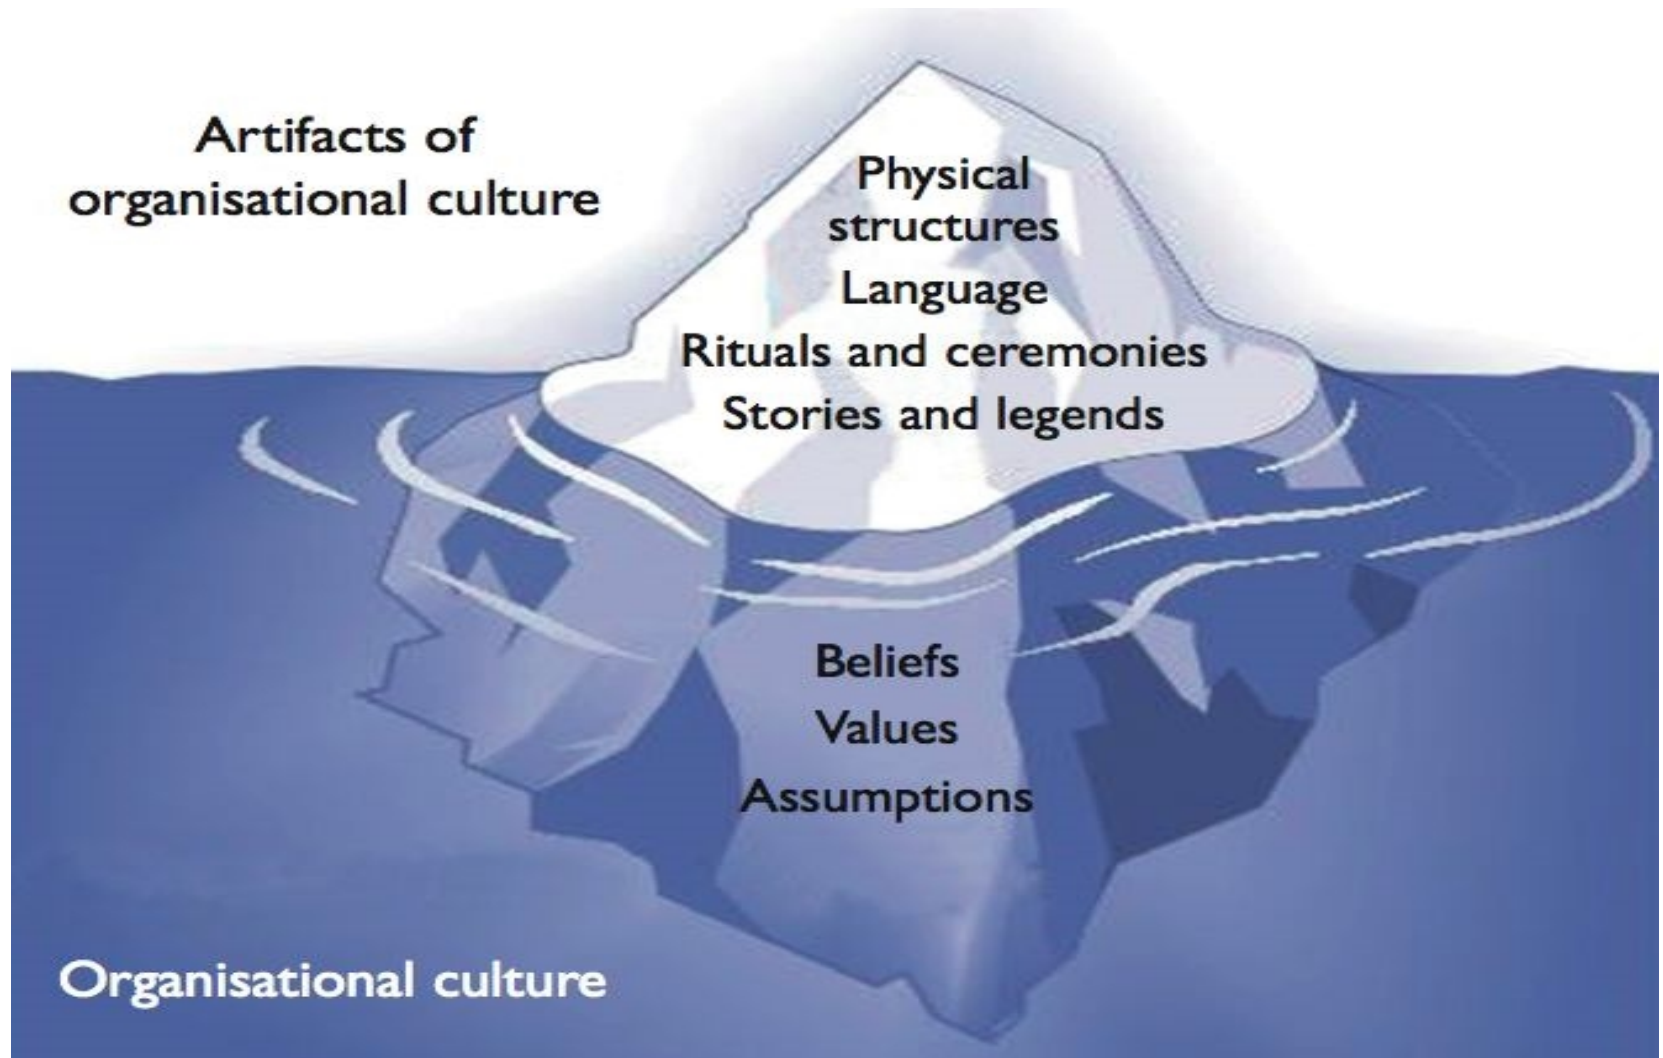 Artifacts of
organisational culture
Physical
structures
Language
Rituals and ceremonies
Stories and legends
Beliefs
Values
Assumptions
Organisational culture